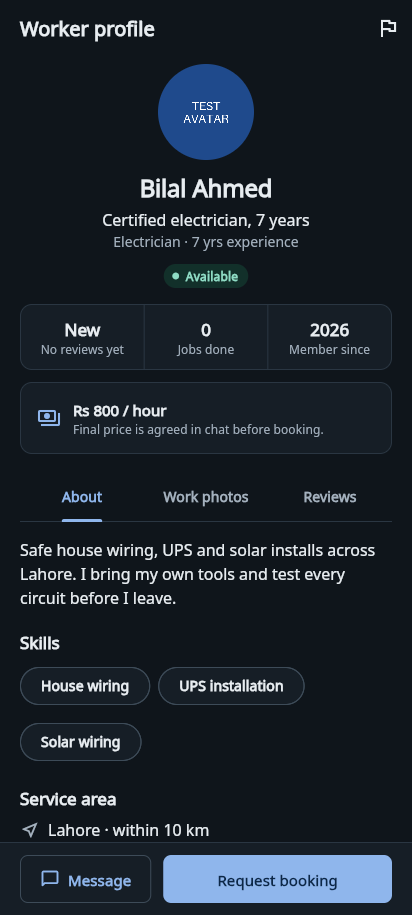 Worker profile
TEST
AVATAR
Bilal Ahmed
Certified electrician, 7 years
Electrician · 7 yrs experience
Available
New
No reviews yet
0
Jobs done
2026
Member since
Rs 800 / hour
Final price is agreed in chat before booking.
About
Work photos
Reviews
Safe house wiring, UPS and solar installs across
Lahore. I bring my own tools and test every
circuit before I leave.
Skills
House wiring
UPS installation
Solar wiring
Service area
Lahore · within 10 km
Message
Request booking